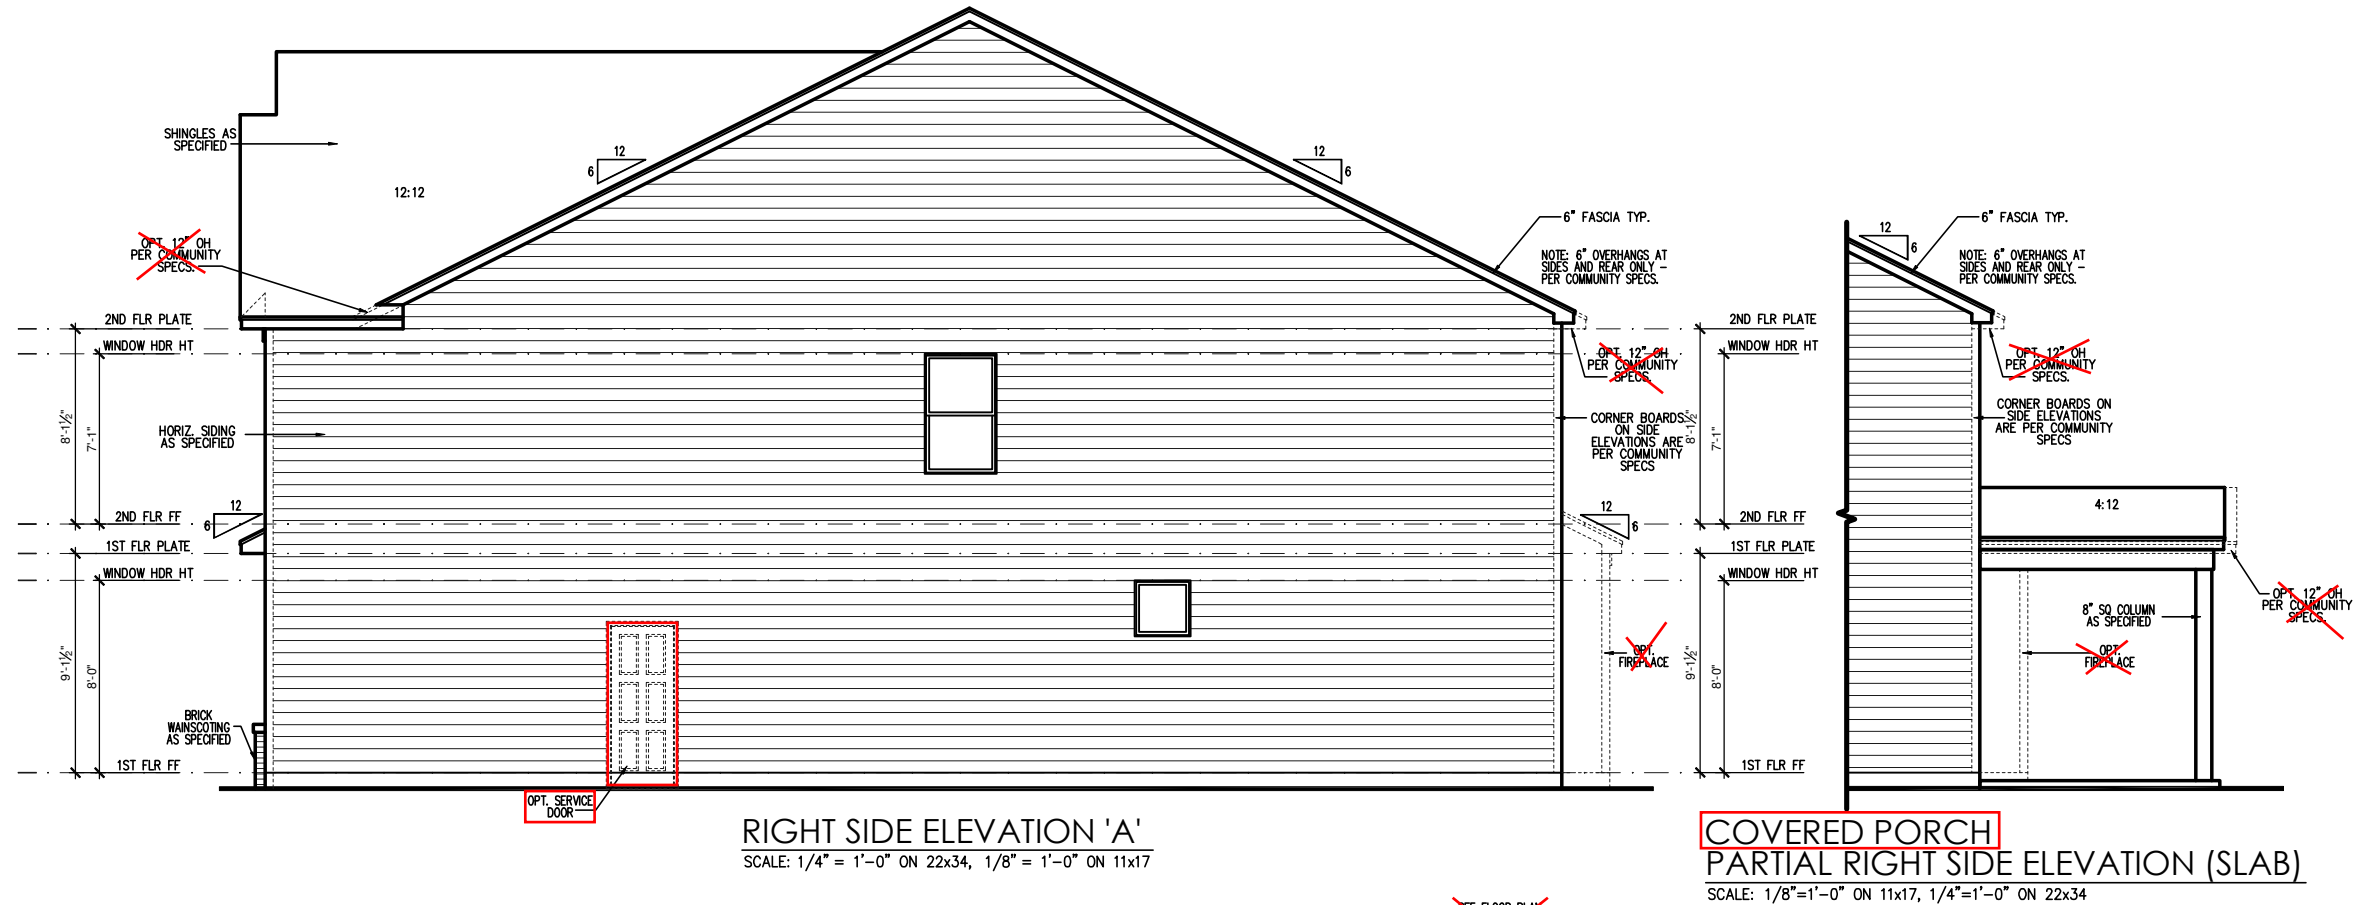 SHINGLES AS
SPECIFIED
12:12
12
6
12
6
OPT. 12" OH
PER COMMUNITY
SPECS.
6" FASCIA TYP.
NOTE: 6" OVERHANGS AT
SIDES AND REAR ONLY –
PER COMMUNITY SPECS.
2ND FLR PLATE
WINDOW HDR HT
8'-1½"
7'-1"
HORIZ. SIDING
AS SPECIFIED
12
6
2ND FLR FF
1ST FLR PLATE
WINDOW HDR HT
9'-1½"
8'-0"
BRICK
WAINSCOTING
AS SPECIFIED
1ST FLR FF
OPT. SERVICE
DOOR
OPT. 12" OH
PER COMMUNITY
SPECS.
CORNER BOARDS
ON SIDE
ELEVATIONS ARE
PER COMMUNITY
SPECS
12
6
OPT.
FIREPLACE
RIGHT SIDE ELEVATION 'A'
SCALE: 1/4" = 1'-0" ON 22x34, 1/8" = 1'-0" ON 11x17
12
6
6" FASCIA TYP.
NOTE: 6" OVERHANGS AT
SIDES AND REAR ONLY –
PER COMMUNITY SPECS.
2ND FLR PLATE
WINDOW HDR HT
8'-1½"
7'-1"
2ND FLR FF
1ST FLR PLATE
WINDOW HDR HT
9'-1½"
8'-0"
1ST FLR FF
OPT. 12" OH
PER COMMUNITY
SPECS.
CORNER BOARDS ON
SIDE ELEVATIONS
ARE PER COMMUNITY
SPECS
4:12
8" SQ COLUMN
AS SPECIFIED
OPT. 12" OH
PER COMMUNITY
SPECS.
OPT.
FIREPLACE
COVERED PORCH
PARTIAL RIGHT SIDE ELEVATION (SLAB)
SCALE: 1/8"=1'-0" ON 11x17, 1/4"=1'-0" ON 22x34